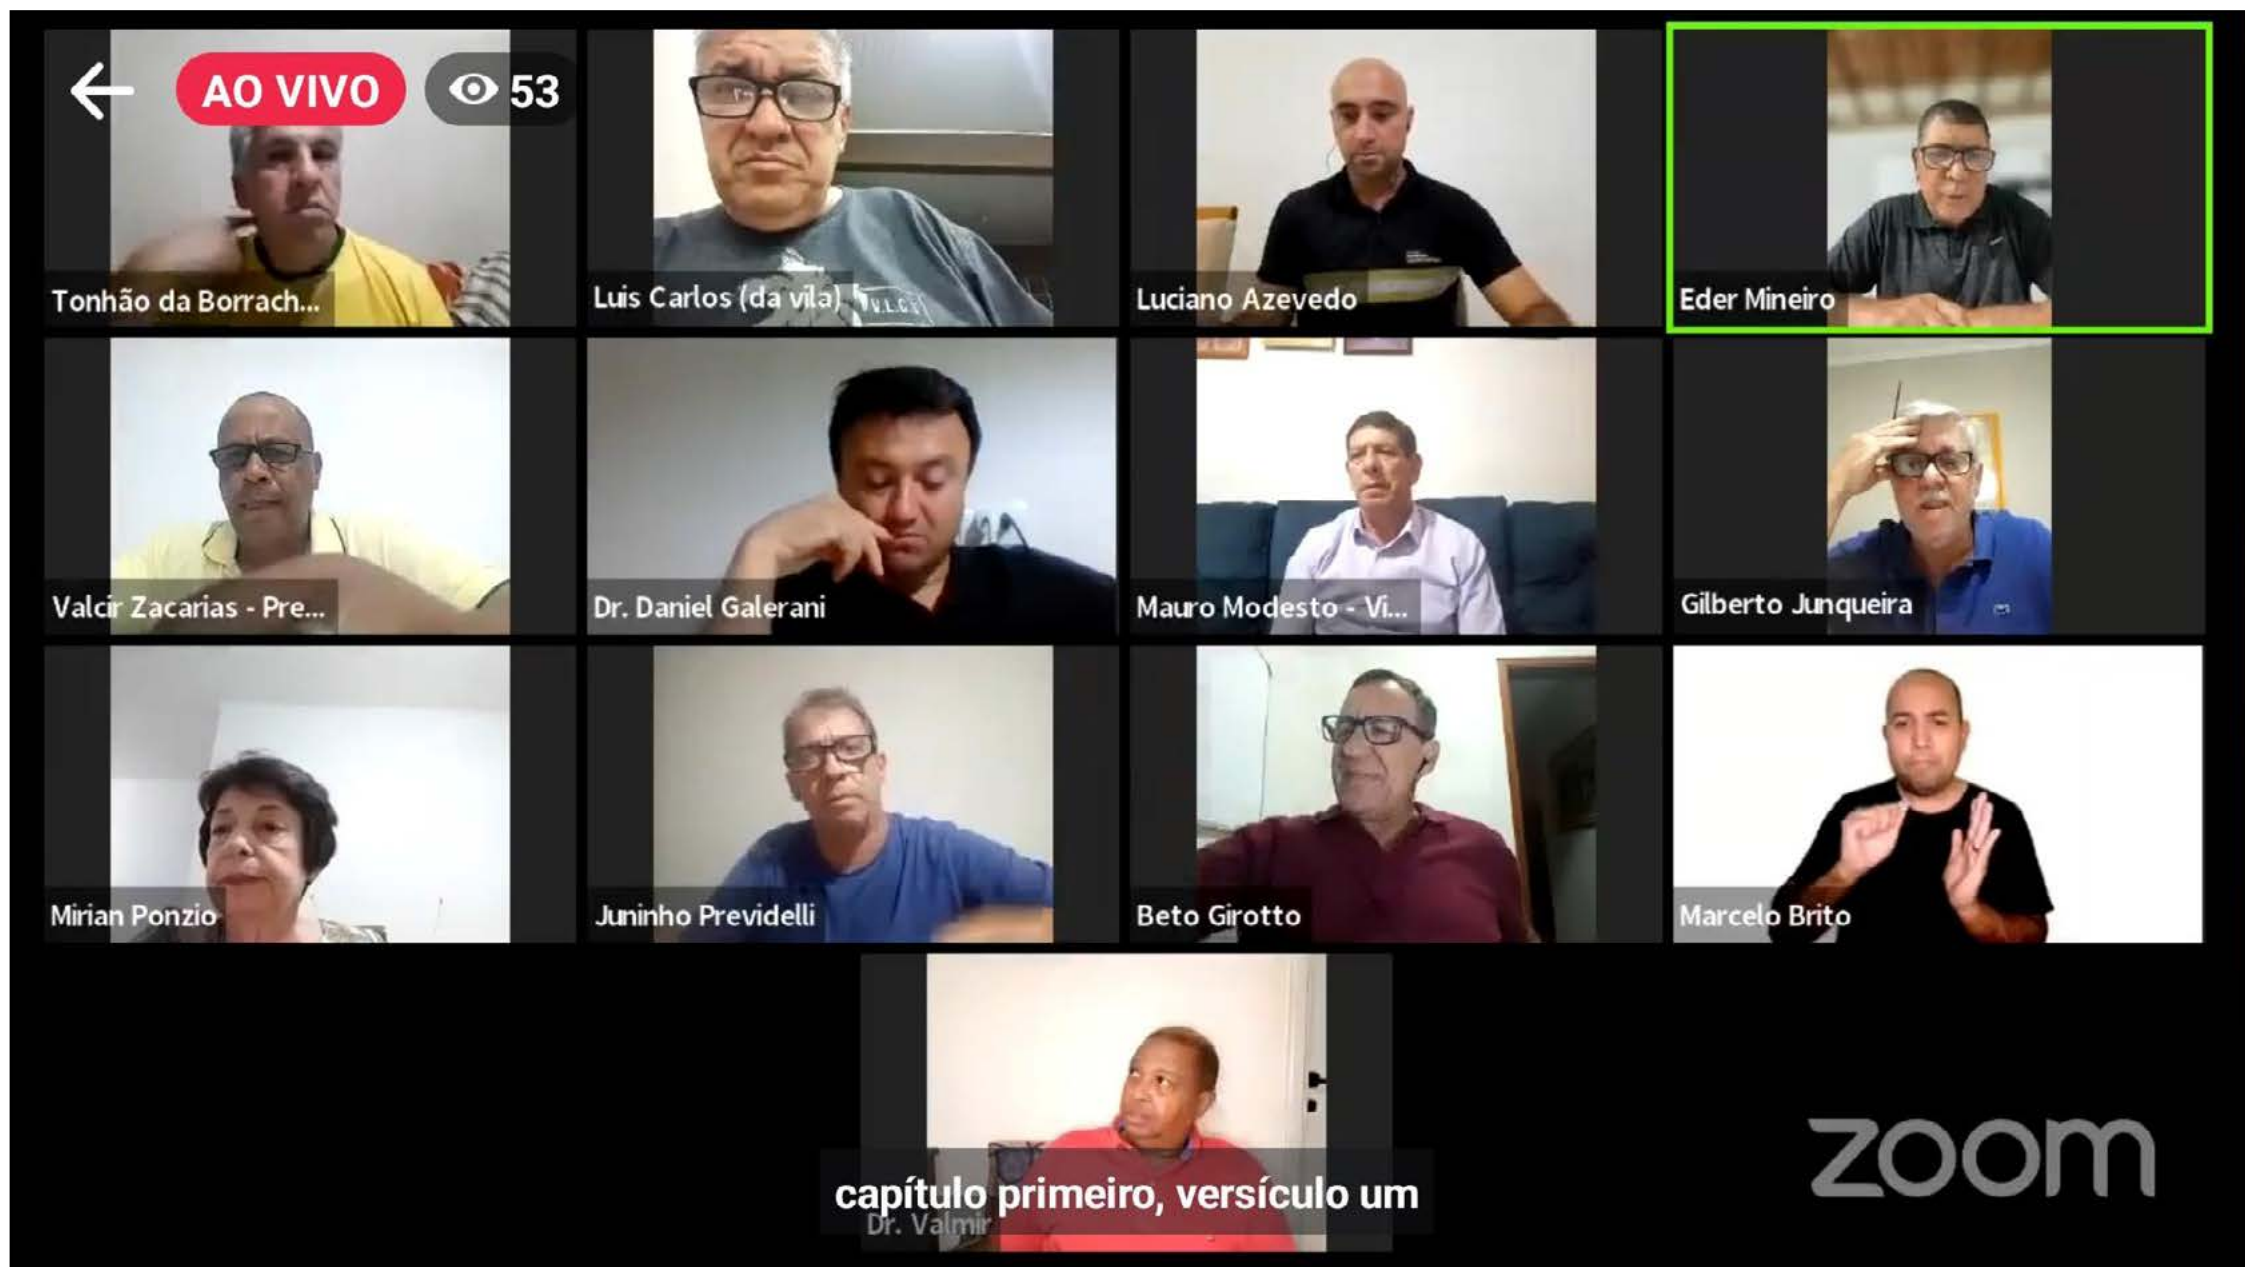 AO VIVO
53
Tonhão da Borrach...
Luis Carlos (da vila)
V.L.C.
Luciano Azevedo
Eder Mineiro
Valcir Zacarias - Pre...
Dr. Daniel Galerani
Mauro Modesto - Vi...
Gilberto Junqueira
Mirian Ponzio
Juninho Previdelli
Beto Girotto
Marcelo Brito
capítulo primeiro, versículo um
Dr. Valmir
zoom